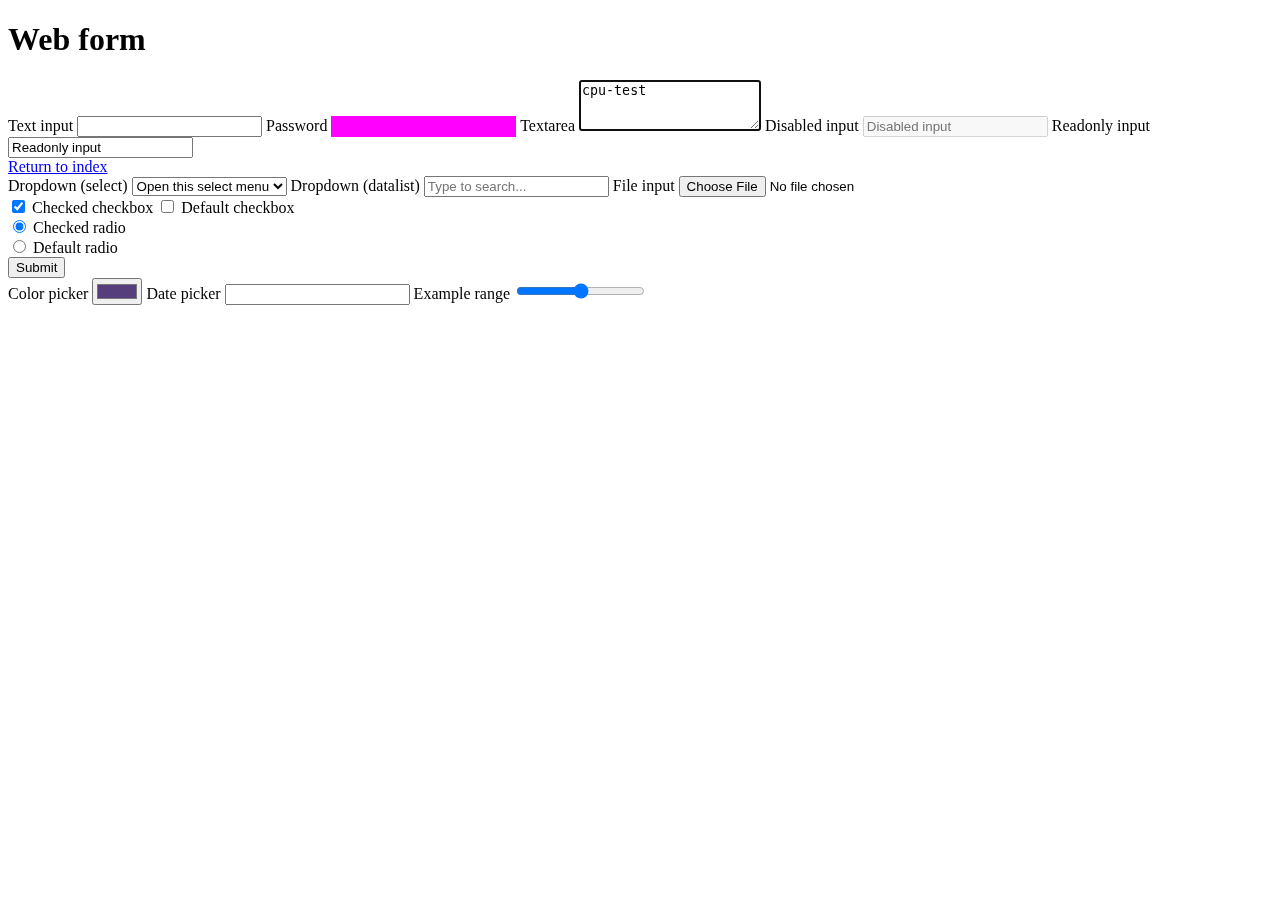 Web form
cpu-test
Text input Password Textarea Disabled input Disabled input Readonly input
Readonly input
Return to index
Dropdown (select) Open this select menu Dropdown (datalist) Type to search... File input Choose File No file chosen
Checked checkbox Default checkbox
Checked radio
Default radio
Submit
Color picker Date picker Example range